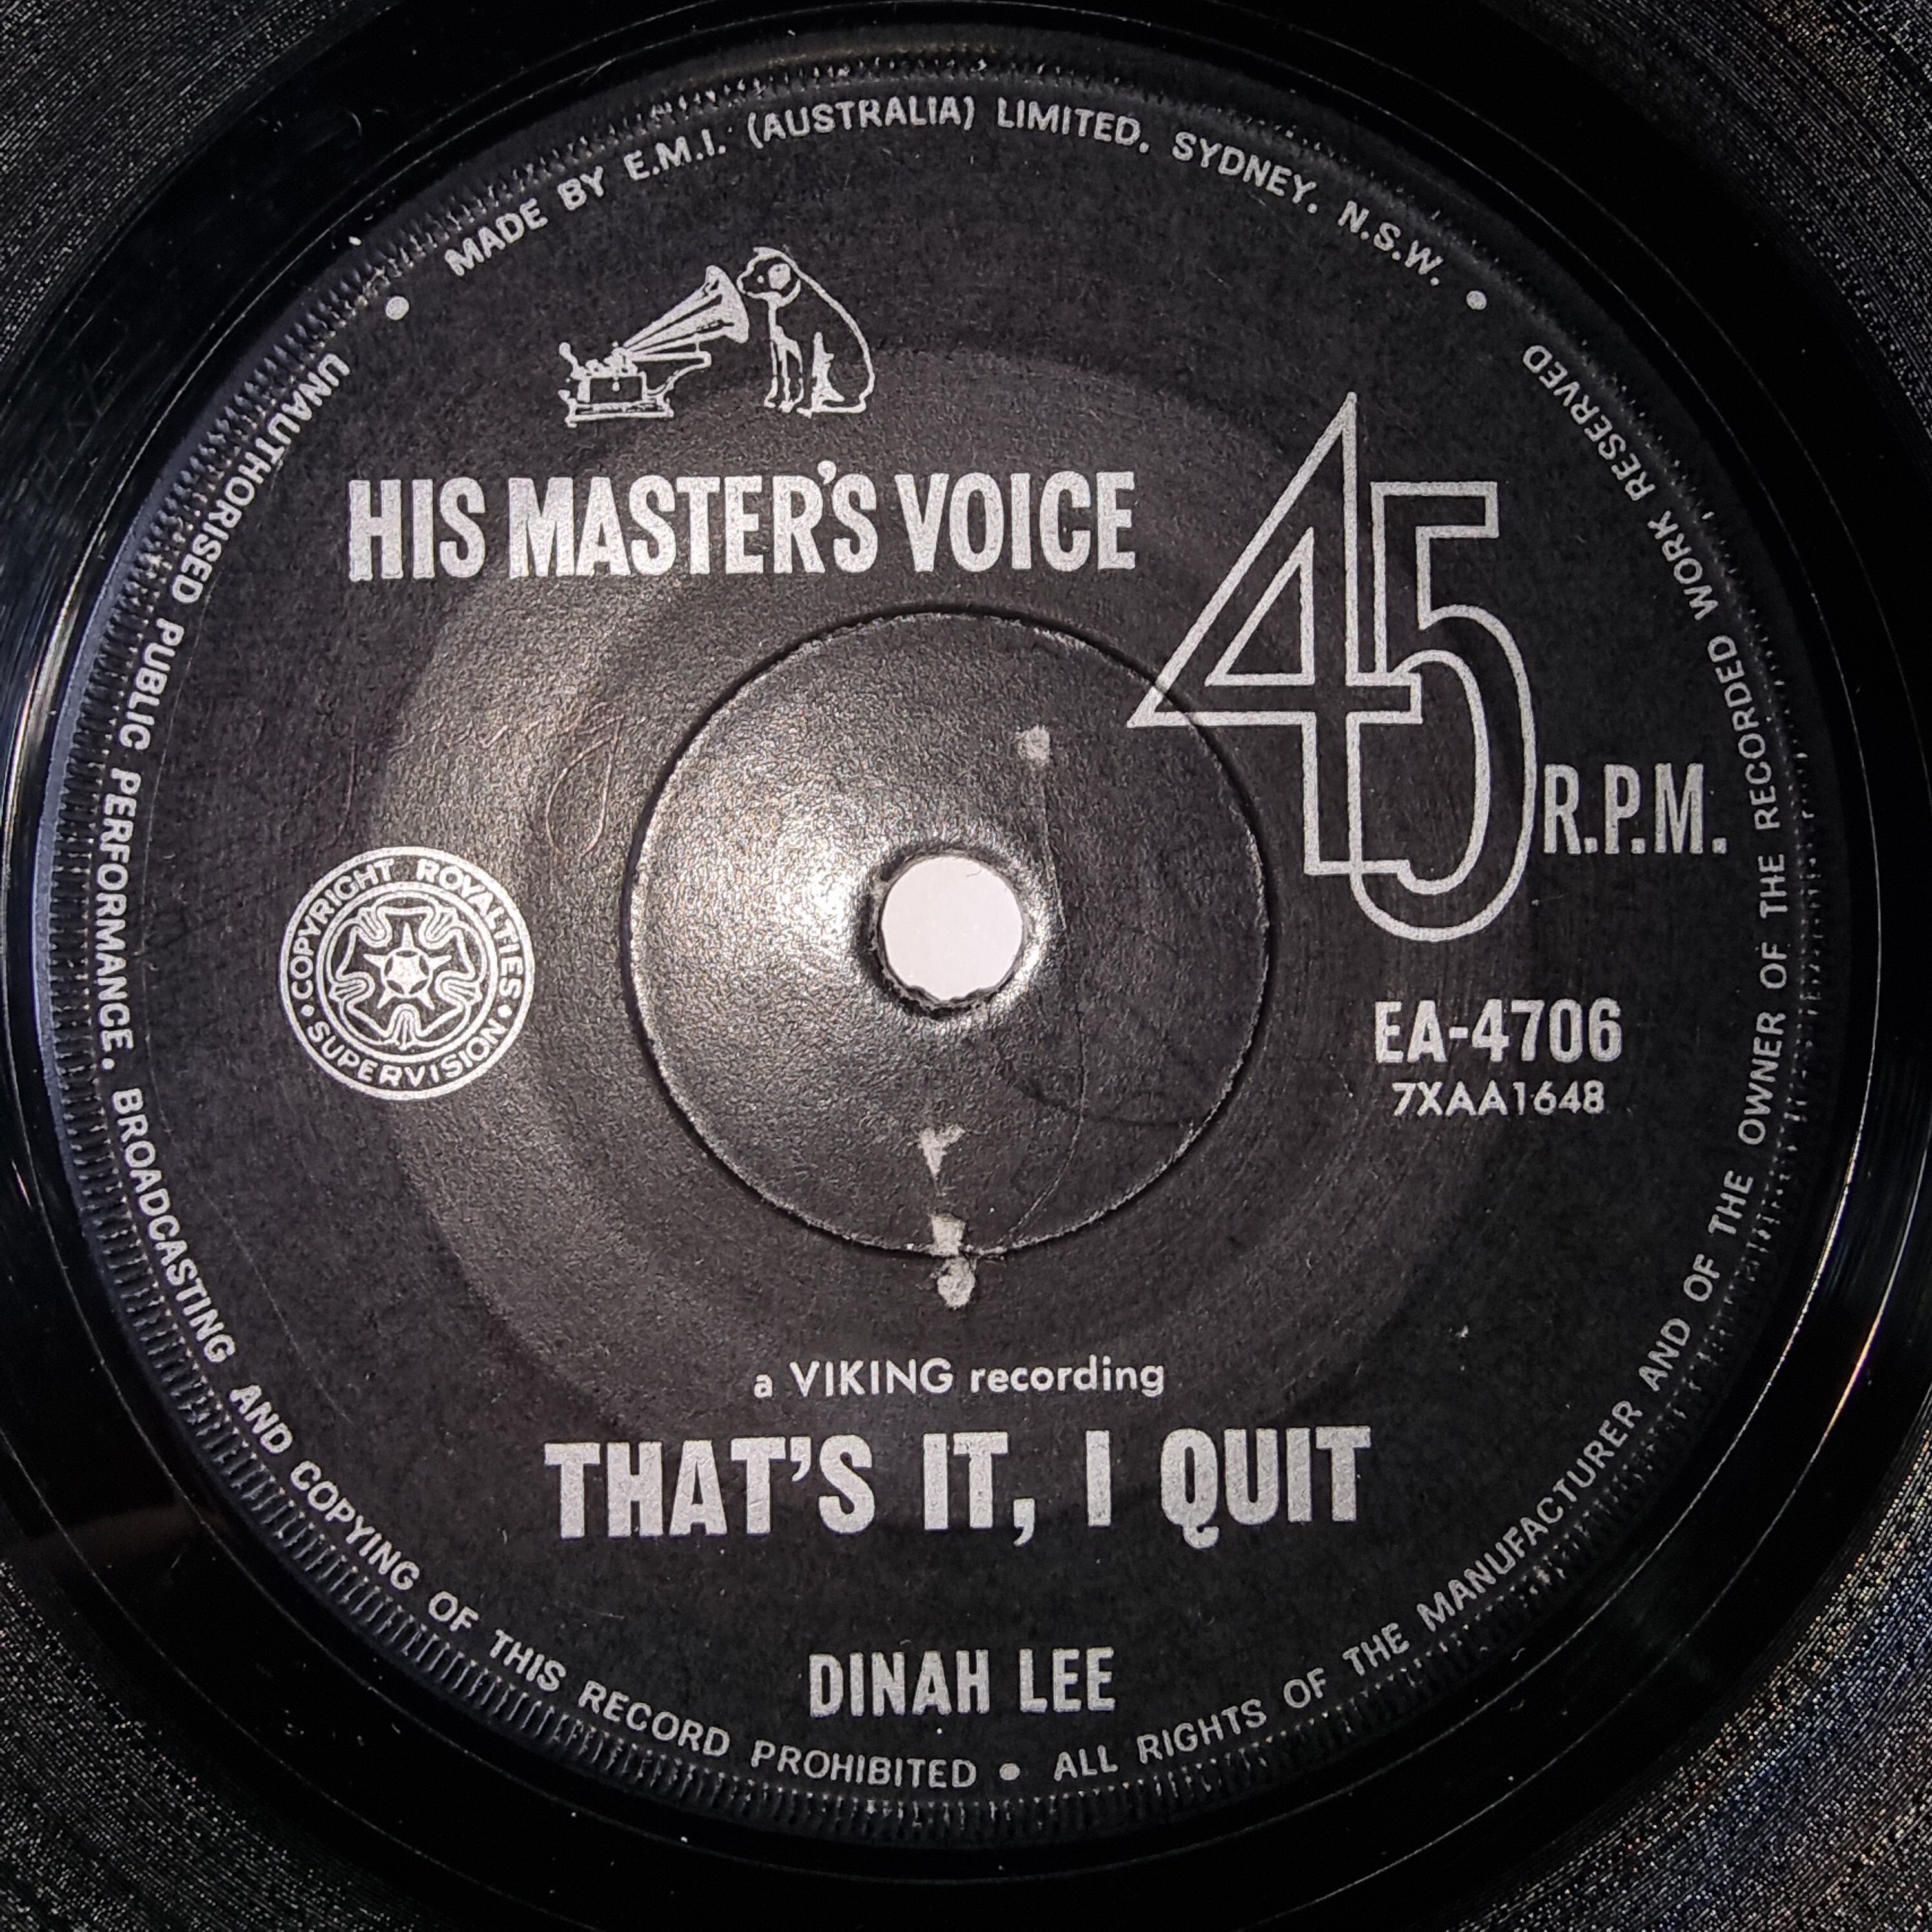 MADE BY E.M.I. (AUSTRALIA) LIMITED. SYDNEY. N.S.W.
HIS MASTER'S VOICE
45
R.P.M.
COPYRIGHT ROYALTIES
SUPERVISION
EA-4706
7XAA1648
a VIKING recording
THAT'S IT, I QUIT
DINAH LEE
UNAUTHORISED PUBLIC PERFORMANCE. BROADCASTING AND COPYING OF THIS RECORD PROHIBITED • ALL RIGHTS OF THE MANUFACTURER AND OF THE OWNER OF THE RECORDED WORK RESERVED